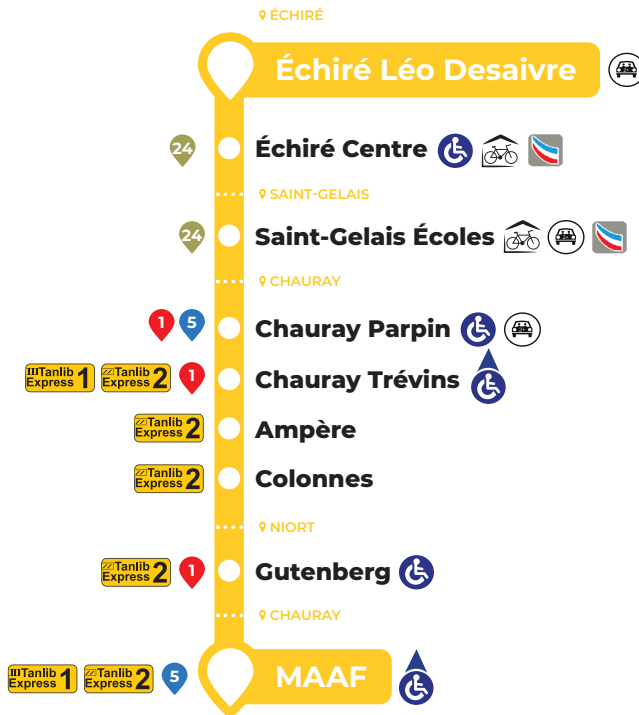 ÉCHIRÉ
Échiré Léo Desaivre
24 Échiré Centre
SAINT-GELAIS
24 Saint-Gelais Écoles
CHAURAY
1 5 Chauray Parpin
Tanlib Express 1 Tanlib Express 2 1 Chauray Trévins
Tanlib Express 2 Ampère
Tanlib Express 2 Colonnes
NIORT
Tanlib Express 2 1 Gutenberg
CHAURAY
Tanlib Express 1 Tanlib Express 2 5 MAAF